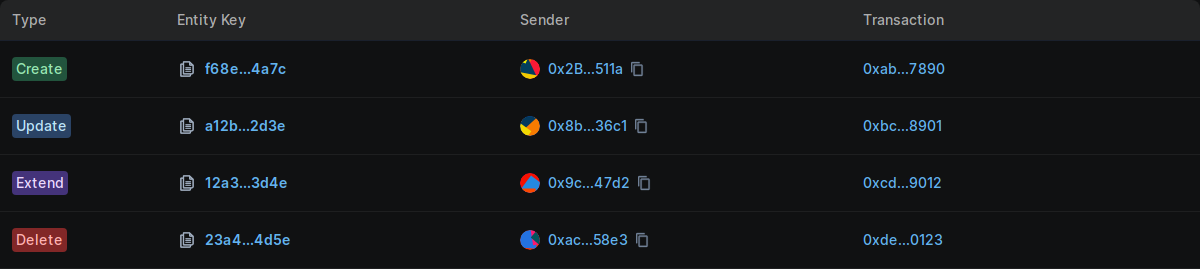 Type Entity Key Sender Transaction
Create f68e...4a7c 0x2B...511a 0xab...7890
Update a12b...2d3e 0x8b...36c1 0xbc...8901
Extend 12a3...3d4e 0x9c...47d2 0xcd...9012
Delete 23a4...4d5e 0xac...58e3 0xde...0123